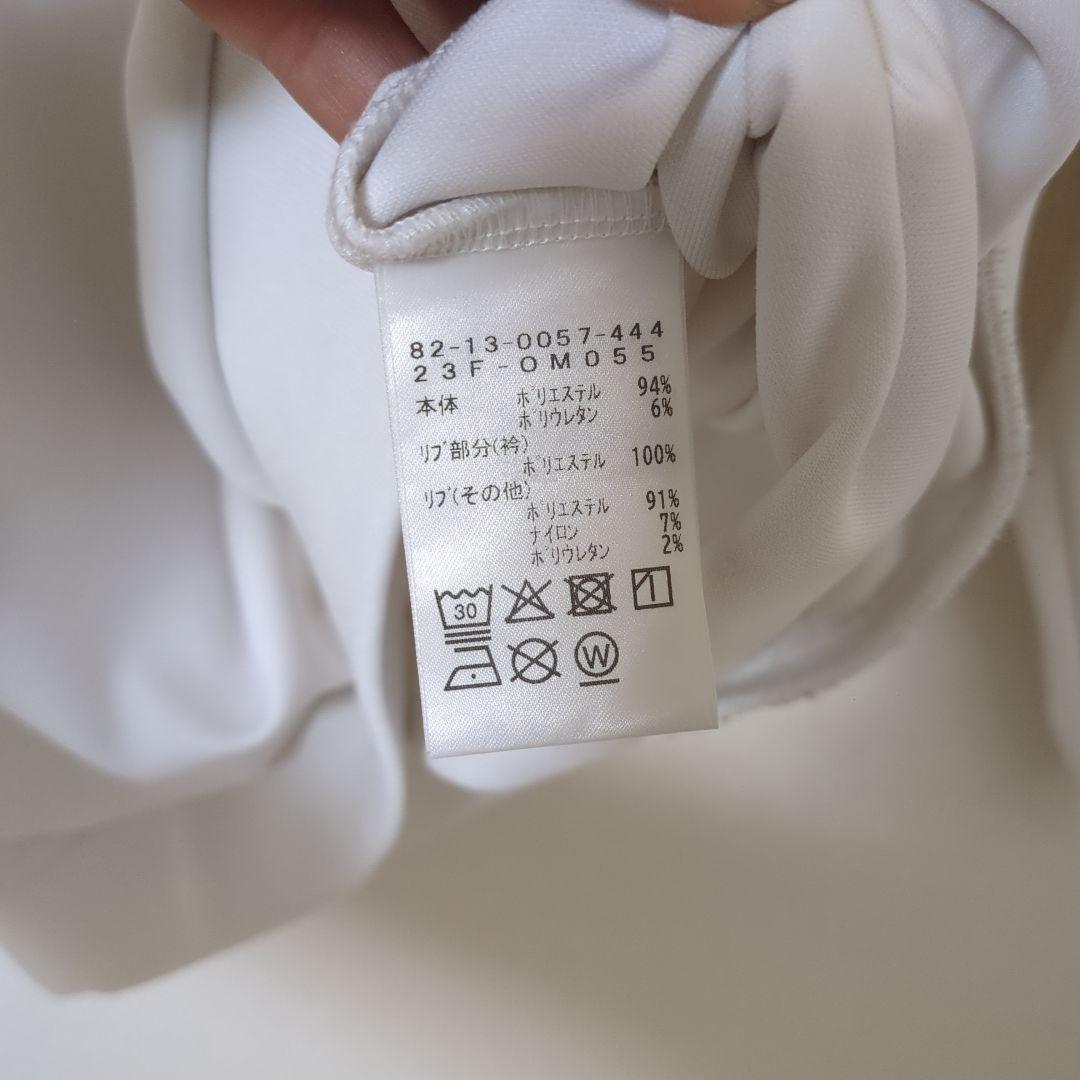 82-13-0057-444
23F-OM055
本体 ポリエステル 94%
ポリウレタン 6%
リブ部分(衿)
ポリエステル 100%
リブ(その他)
ポリエステル 91%
ナイロン 7%
ポリウレタン 2%
30
W